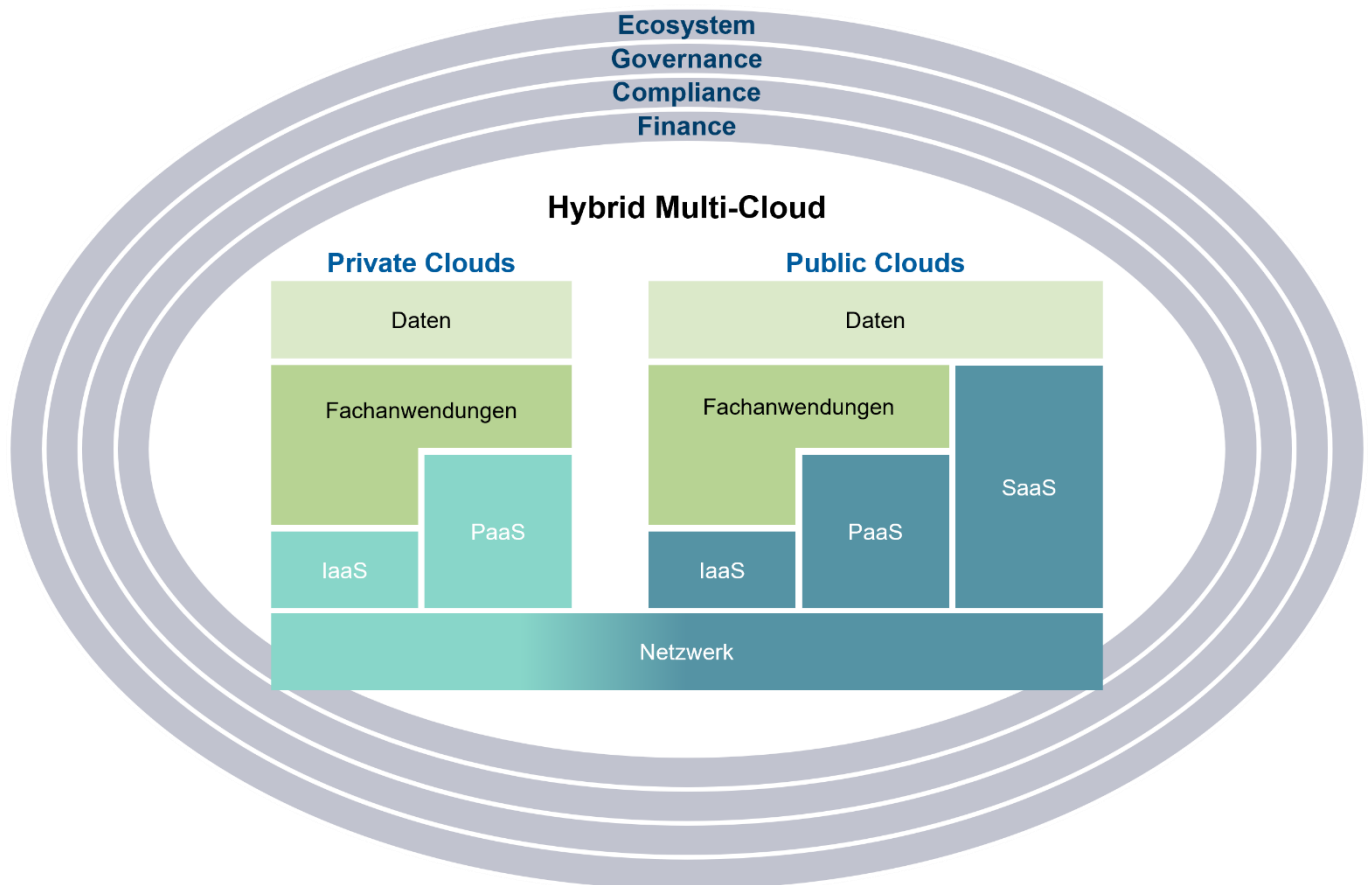 Ecosystem
Governance
Compliance
Finance
Hybrid Multi-Cloud
Private Clouds
Daten
Fachanwendungen
PaaS
IaaS
Public Clouds
Daten
Fachanwendungen
SaaS
PaaS
IaaS
Netzwerk